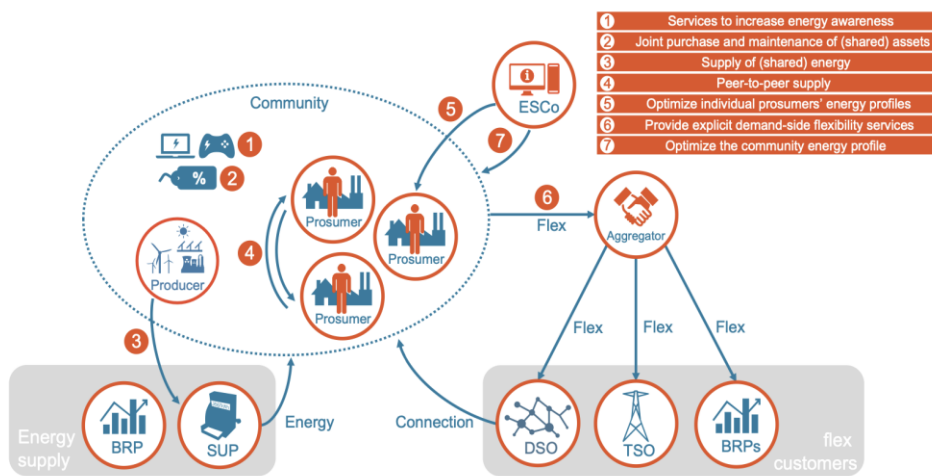 1 Services to increase energy awareness
2 Joint purchase and maintenance of (shared) assets
3 Supply of (shared) energy
4 Peer-to-peer supply
5 Optimize individual prosumers' energy profiles
6 Provide explicit demand-side flexibility services
7 Optimize the community energy profile
ESCo
Community
5
7
1
%
2
Prosumer
6
Flex
Aggregator
4
Prosumer
Producer
Prosumer
3
Flex
Flex
Flex
Energy
supply
BRP
SUP
Energy
Connection
DSO
TSO
BRPs
flex
customers